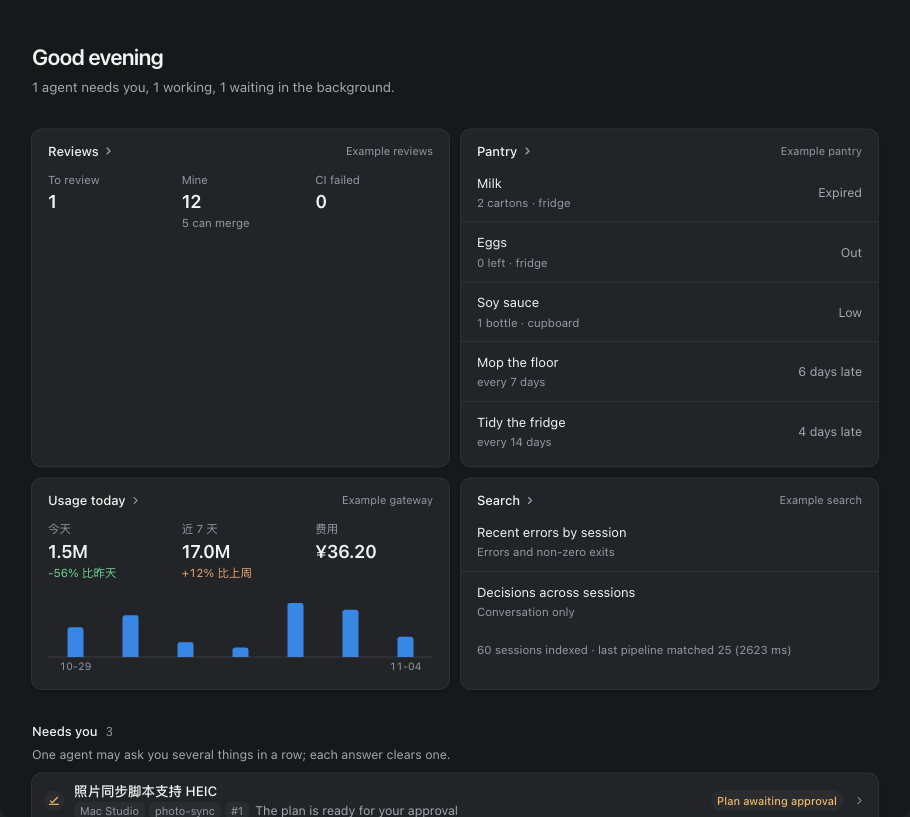 Good evening
1 agent needs you, 1 working, 1 waiting in the background.
Reviews
Example reviews
To review
Mine
CI failed
1
12
0
5 can merge
Pantry
Example pantry
Milk
2 cartons · fridge
Expired
Eggs
0 left · fridge
Out
Soy sauce
1 bottle · cupboard
Low
Mop the floor
every 7 days
6 days late
Tidy the fridge
every 14 days
4 days late
Usage today
Example gateway
今天
近 7 天
费用
1.5M
17.0M
¥36.20
-56% 比昨天
+12% 比上周
10-29
11-04
Search
Example search
Recent errors by session
Errors and non-zero exits
Decisions across sessions
Conversation only
60 sessions indexed · last pipeline matched 25 (2623 ms)
Needs you 3
One agent may ask you several things in a row; each answer clears one.
照片同步脚本支持 HEIC
Mac Studio photo-sync #1 The plan is ready for your approval
Plan awaiting approval